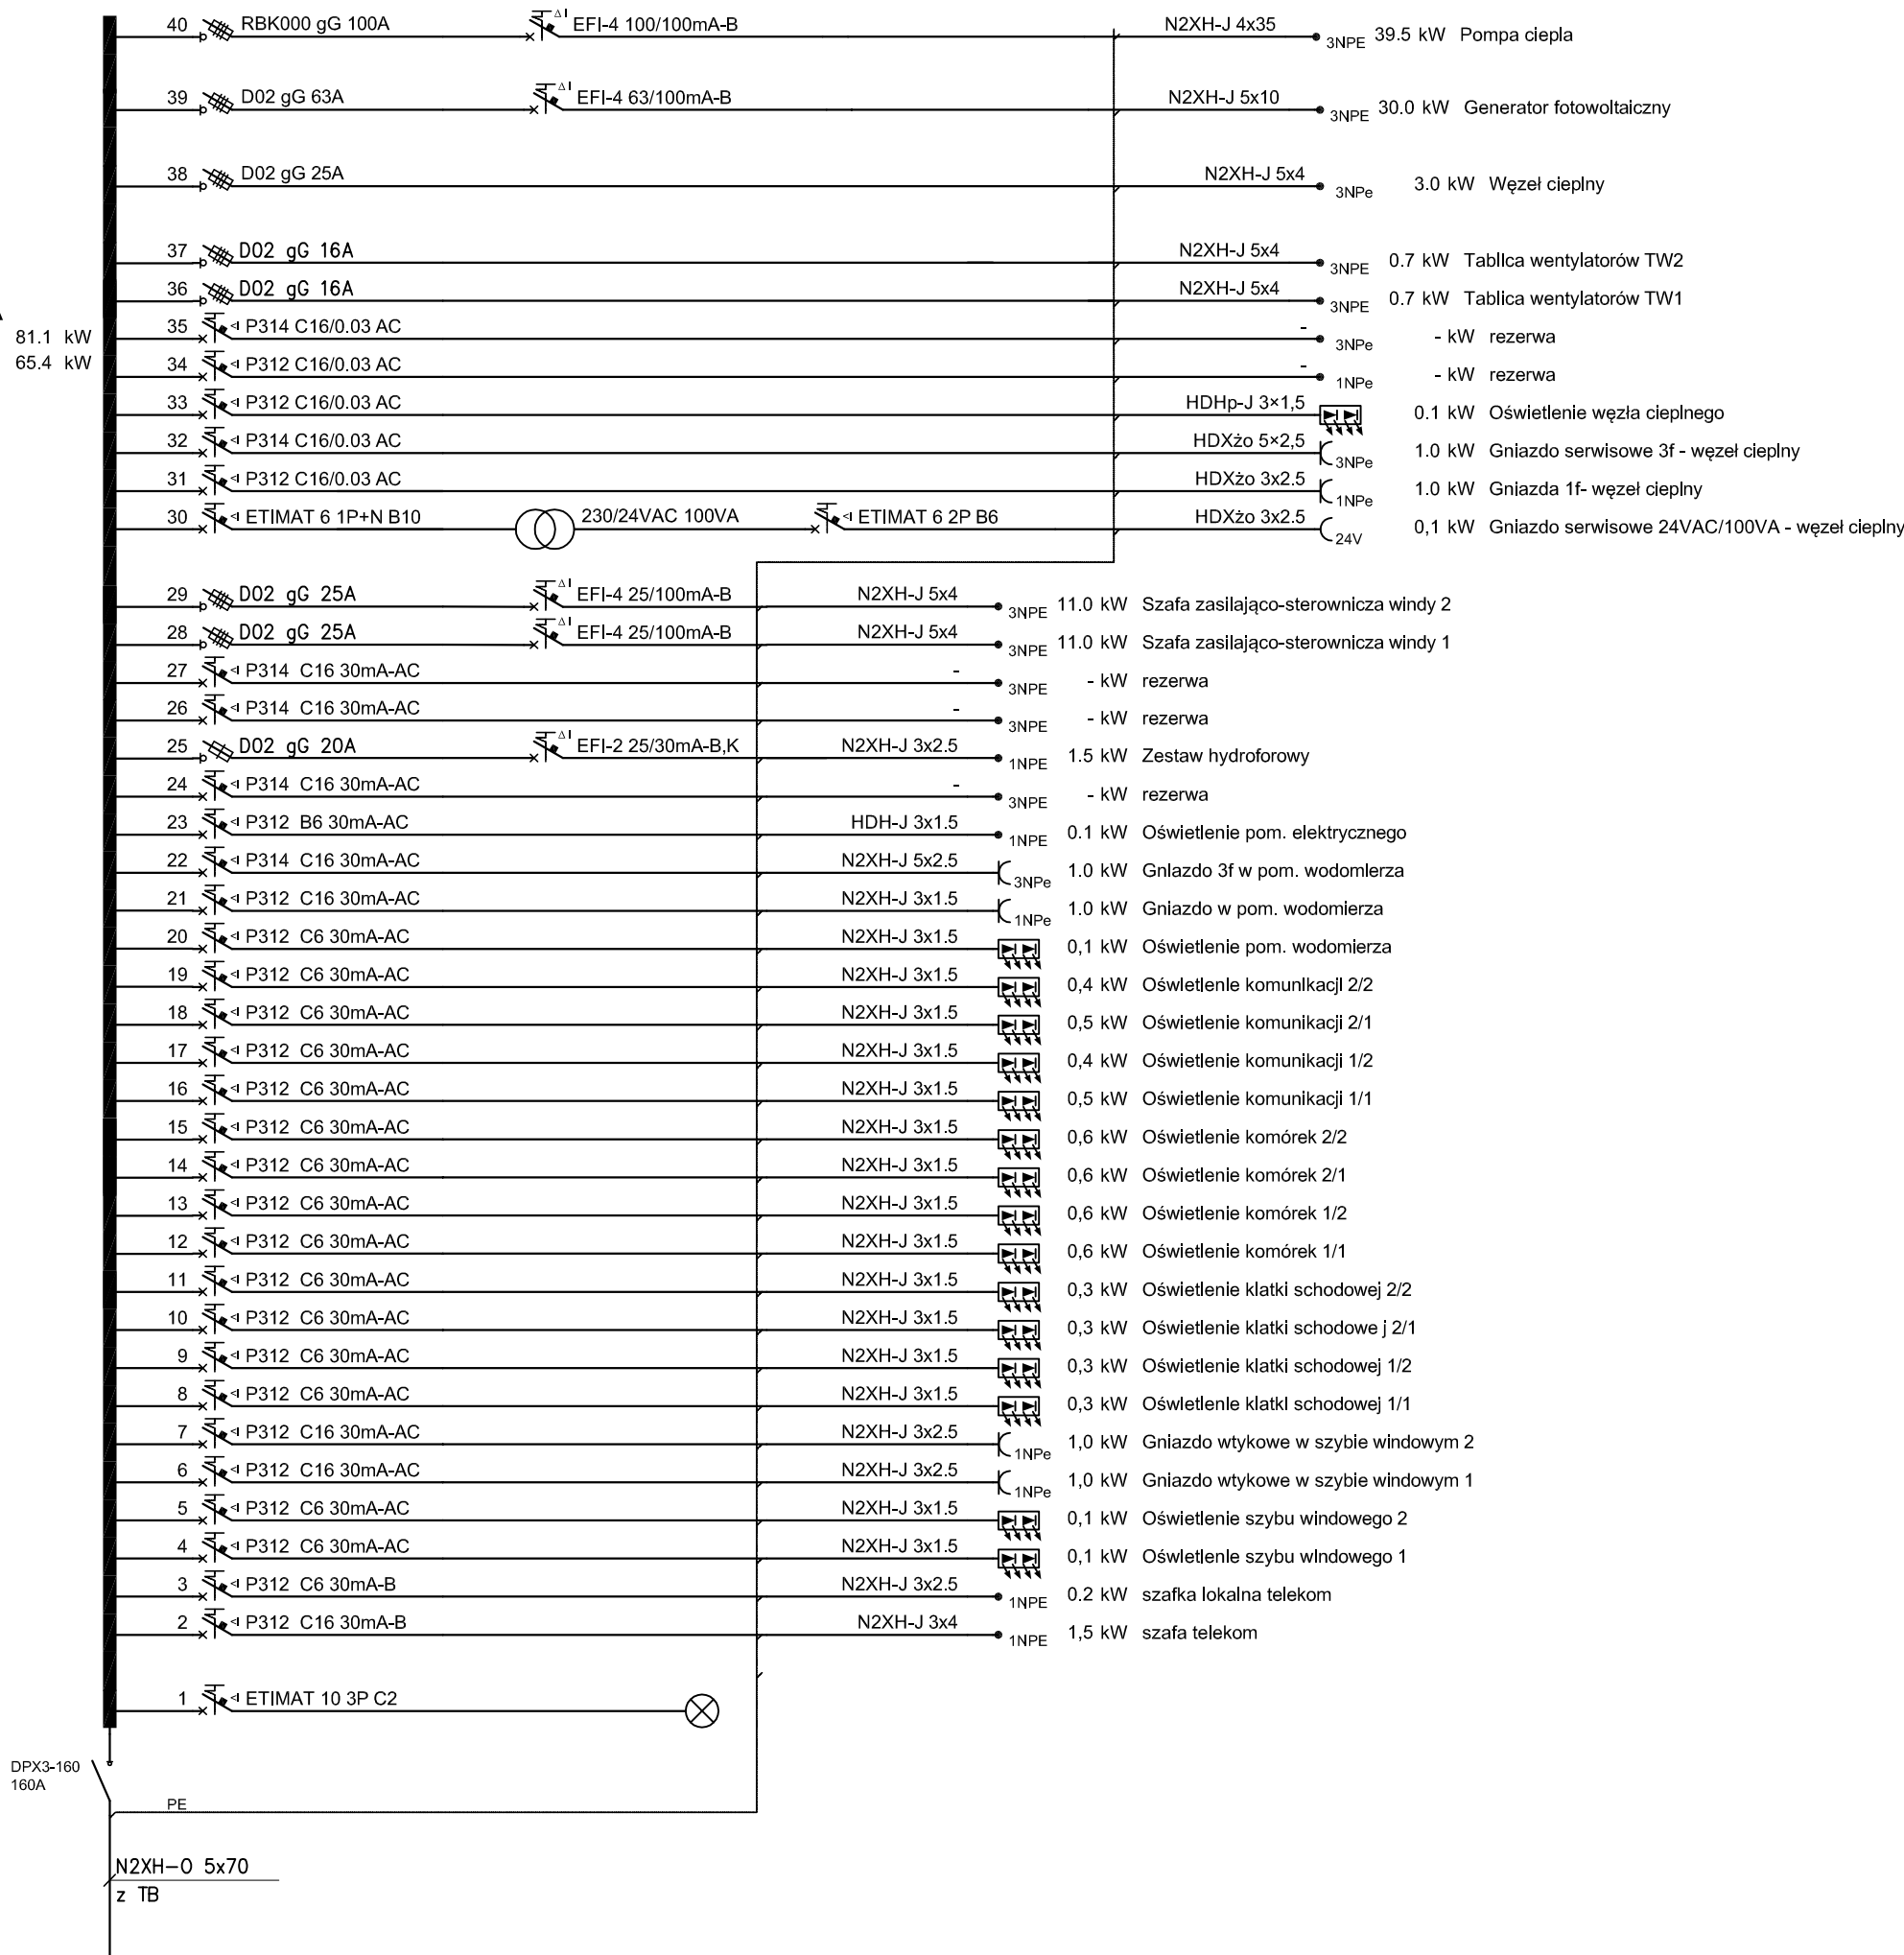 40 RBK000 gG 100A ΔI EFI-4 100/100mA-B N2XH-J 4x35 3NPE 39.5 kW Pompa ciepla
39 D02 gG 63A ΔI EFI-4 63/100mA-B N2XH-J 5x10 3NPE 30.0 kW Generator fotowoltaiczny
38 D02 gG 25A N2XH-J 5x4 3NPe 3.0 kW Węzeł cieplny
37 D02 gG 16A N2XH-J 5x4 3NPE 0.7 kW Tablica wentylatorów TW2
36 D02 gG 16A N2XH-J 5x4 3NPE 0.7 kW Tablica wentylatorów TW1
81.1 kW
65.4 kW
35 P314 C16/0.03 AC - 3NPe - kW rezerwa
34 P312 C16/0.03 AC - 1NPe - kW rezerwa
33 P312 C16/0.03 AC HDHp-J 3×1,5 0.1 kW Oświetlenie węzła cieplnego
32 P314 C16/0.03 AC HDXżo 5×2,5 3NPe 1.0 kW Gniazdo serwisowe 3f - węzeł cieplny
31 P312 C16/0.03 AC HDXżo 3x2.5 1NPe 1.0 kW Gniazda 1f- węzeł cieplny
30 ETIMAT 6 1P+N B10 230/24VAC 100VA ETIMAT 6 2P B6 HDXżo 3x2.5 24V 0,1 kW Gniazdo serwisowe 24VAC/100VA - węzeł cieplny
29 D02 gG 25A ΔI EFI-4 25/100mA-B N2XH-J 5x4 3NPE 11.0 kW Szafa zasilająco-sterownicza windy 2
28 D02 gG 25A ΔI EFI-4 25/100mA-B N2XH-J 5x4 3NPE 11.0 kW Szafa zasilająco-sterownicza windy 1
27 P314 C16 30mA-AC - 3NPE - kW rezerwa
26 P314 C16 30mA-AC - 3NPE - kW rezerwa
25 D02 gG 20A ΔI EFI-2 25/30mA-B,K N2XH-J 3x2.5 1NPE 1.5 kW Zestaw hydroforowy
24 P314 C16 30mA-AC - 3NPE - kW rezerwa
23 P312 B6 30mA-AC HDH-J 3x1.5 1NPE 0.1 kW Oświetlenie pom. elektrycznego
22 P314 C16 30mA-AC N2XH-J 5x2.5 3NPe 1.0 kW Gniazdo 3f w pom. wodomierza
21 P312 C16 30mA-AC N2XH-J 3x1.5 1NPe 1.0 kW Gniazdo w pom. wodomierza
20 P312 C6 30mA-AC N2XH-J 3x1.5 0,1 kW Oświetlenie pom. wodomierza
19 P312 C6 30mA-AC N2XH-J 3x1.5 0,4 kW Oświetlenie komunikacji 2/2
18 P312 C6 30mA-AC N2XH-J 3x1.5 0,5 kW Oświetlenie komunikacji 2/1
17 P312 C6 30mA-AC N2XH-J 3x1.5 0,4 kW Oświetlenie komunikacji 1/2
16 P312 C6 30mA-AC N2XH-J 3x1.5 0,5 kW Oświetlenie komunikacji 1/1
15 P312 C6 30mA-AC N2XH-J 3x1.5 0,6 kW Oświetlenie komórek 2/2
14 P312 C6 30mA-AC N2XH-J 3x1.5 0,6 kW Oświetlenie komórek 2/1
13 P312 C6 30mA-AC N2XH-J 3x1.5 0,6 kW Oświetlenie komórek 1/2
12 P312 C6 30mA-AC N2XH-J 3x1.5 0,6 kW Oświetlenie komórek 1/1
11 P312 C6 30mA-AC N2XH-J 3x1.5 0,3 kW Oświetlenie klatki schodowej 2/2
10 P312 C6 30mA-AC N2XH-J 3x1.5 0,3 kW Oświetlenie klatki schodowe j 2/1
9 P312 C6 30mA-AC N2XH-J 3x1.5 0,3 kW Oświetlenie klatki schodowej 1/2
8 P312 C6 30mA-AC N2XH-J 3x1.5 0,3 kW Oświetlenie klatki schodowej 1/1
7 P312 C16 30mA-AC N2XH-J 3x2.5 1NPe 1,0 kW Gniazdo wtykowe w szybie windowym 2
6 P312 C16 30mA-AC N2XH-J 3x2.5 1NPe 1,0 kW Gniazdo wtykowe w szybie windowym 1
5 P312 C6 30mA-AC N2XH-J 3x1.5 0,1 kW Oświetlenie szybu windowego 2
4 P312 C6 30mA-AC N2XH-J 3x1.5 0,1 kW Oświetlenie szybu windowego 1
3 P312 C6 30mA-B N2XH-J 3x2.5 1NPE 0.2 kW szafka lokalna telekom
2 P312 C16 30mA-B N2XH-J 3x4 1NPE 1,5 kW szafa telekom
1 ETIMAT 10 3P C2
DPX3-160
160A
PE
N2XH-O 5x70
z TB